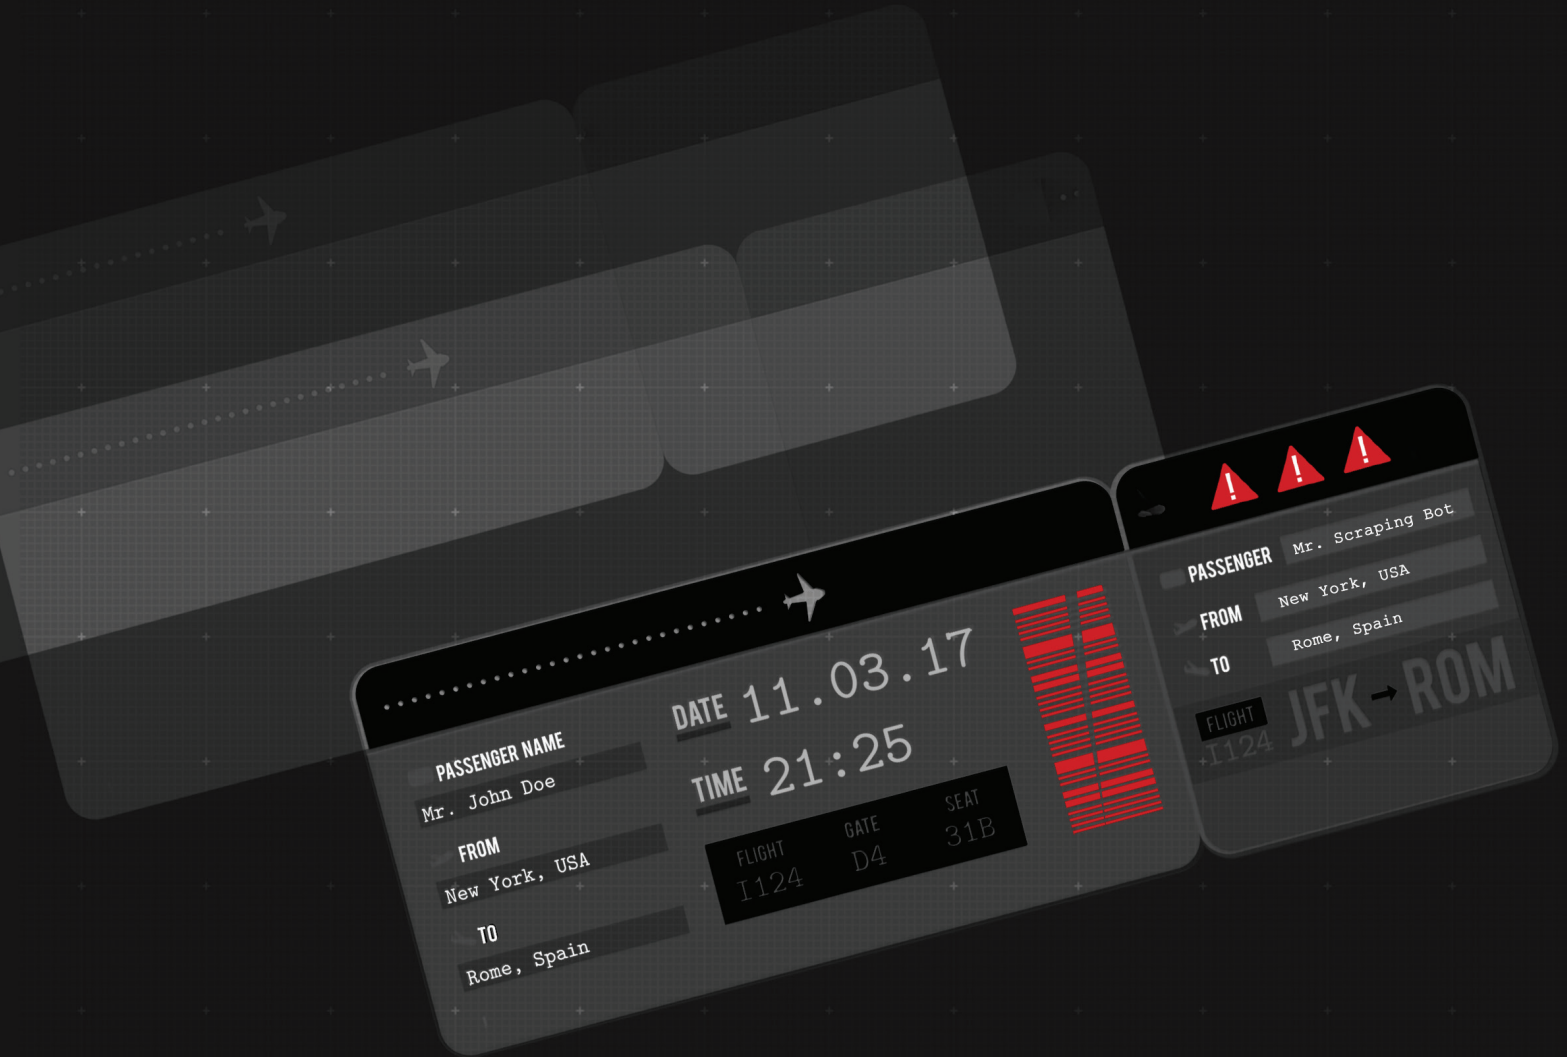 PASSENGER NAME
Mr. John Doe
FROM
New York, USA
TO
Rome, Spain
DATE 11.03.17
TIME 21:25
FLIGHT GATE SEAT
I124 D4 31B
! ! !
PASSENGER Mr. Scraping Bot
FROM New York, USA
TO Rome, Spain
FLIGHT
I124
JFK → ROM